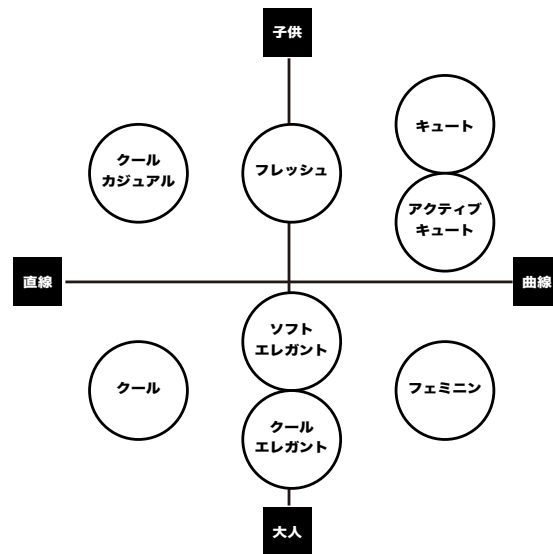 子供
キュート
クール
カジュアル
フレッシュ
アクティブ
キュート
直線
曲線
ソフト
エレガント
クール
フェミニン
クール
エレガント
大人